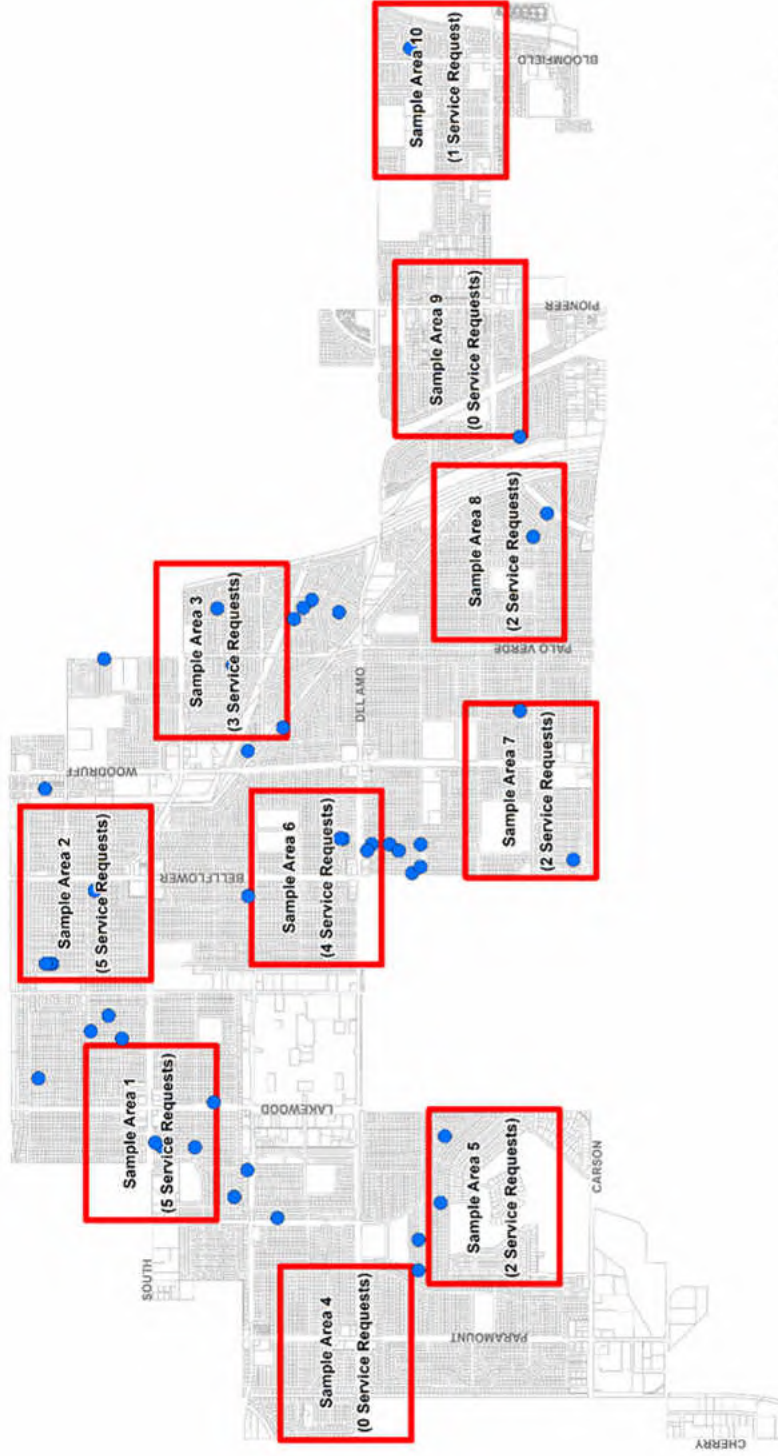 Sample Area 1
(5 Service Requests)
Sample Area 2
(5 Service Requests)
Sample Area 3
(3 Service Requests)
Sample Area 4
(0 Service Requests)
Sample Area 5
(2 Service Requests)
Sample Area 6
(4 Service Requests)
Sample Area 7
(2 Service Requests)
Sample Area 8
(2 Service Requests)
Sample Area 9
(0 Service Requests)
Sample Area 10
(1 Service Request)
SOUTH
WOODRUFF
BELLFLOWER
LAKEWOOD
DEL AMO
PALO VERDE
PIONEER
BLOOMFIELD
CARSON
PARAMOUNT
CHERRY